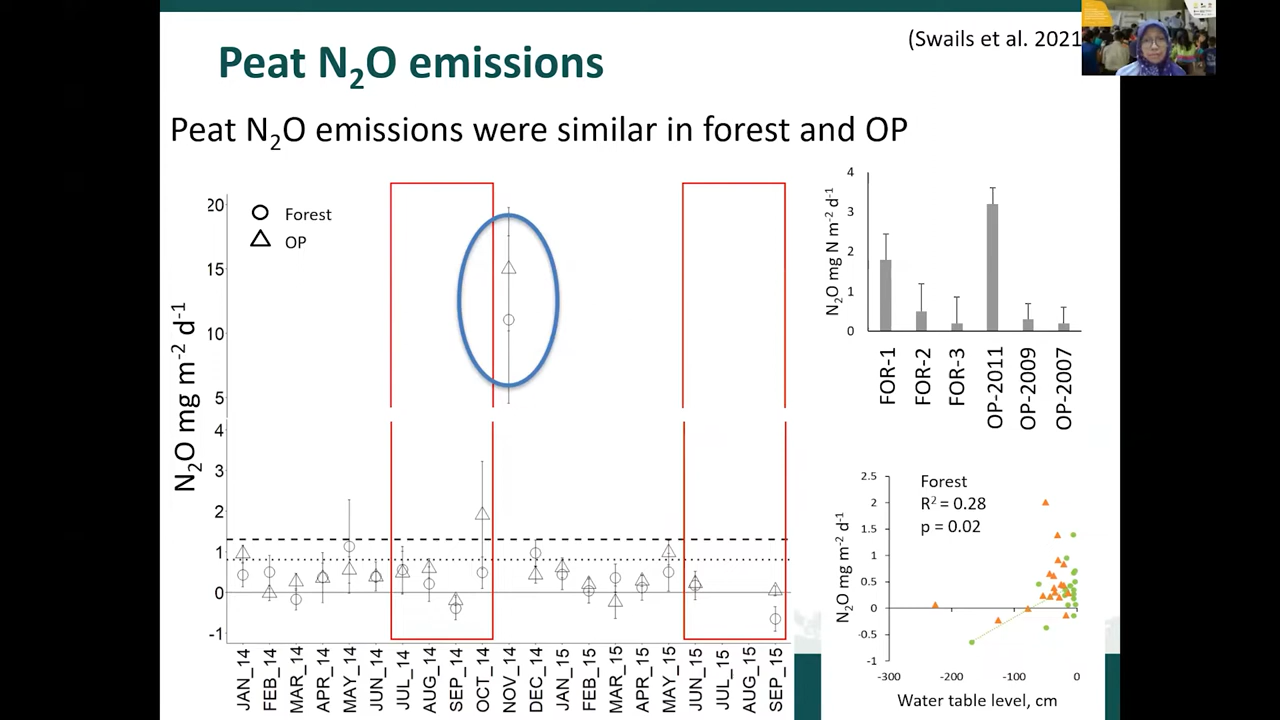 (Swails et al. 2021
Peat N2O emissions
Peat N2O emissions were similar in forest and OP
N2O mg m-2 d-1
20
15
10
5
4
3
2
1
0
-1
Forest
OP
JAN_14
FEB_14
MAR_14
APR_14
MAY_14
JUN_14
JUL_14
AUG_14
SEP_14
OCT_14
NOV_14
DEC_14
JAN_15
FEB_15
MAR_15
APR_15
MAY_15
JUN_15
JUL_15
AUG_15
SEP_15
N2O mg N m-2 d-1
4
3
2
1
0
FOR-1
FOR-2
FOR-3
OP-2011
OP-2009
OP-2007
N2O mg m-2 d-1
2.5
2
1.5
1
0.5
0
-0.5
-1
Forest
R2 = 0.28
p = 0.02
-300
-200
-100
0
Water table level, cm